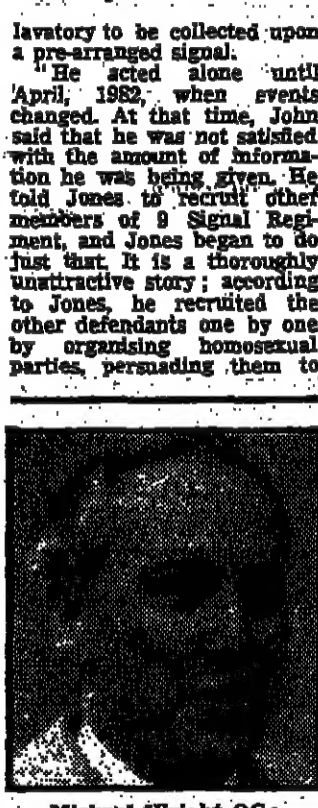 lavatory to be collected upon
a pre-arranged signal.
"He acted alone until
April, 1982, when events
changed. At that time, John
said that he was not satisfied
with the amount of informa-
tion he was being given. He
told Jones to recruit other
members of 9 Signal Regi-
ment, and Jones began to do
just that. It is a thoroughly
unattractive story; according
to Jones, he recruited the
other defendants one by one
by organising homosexual
parties, persuading them to